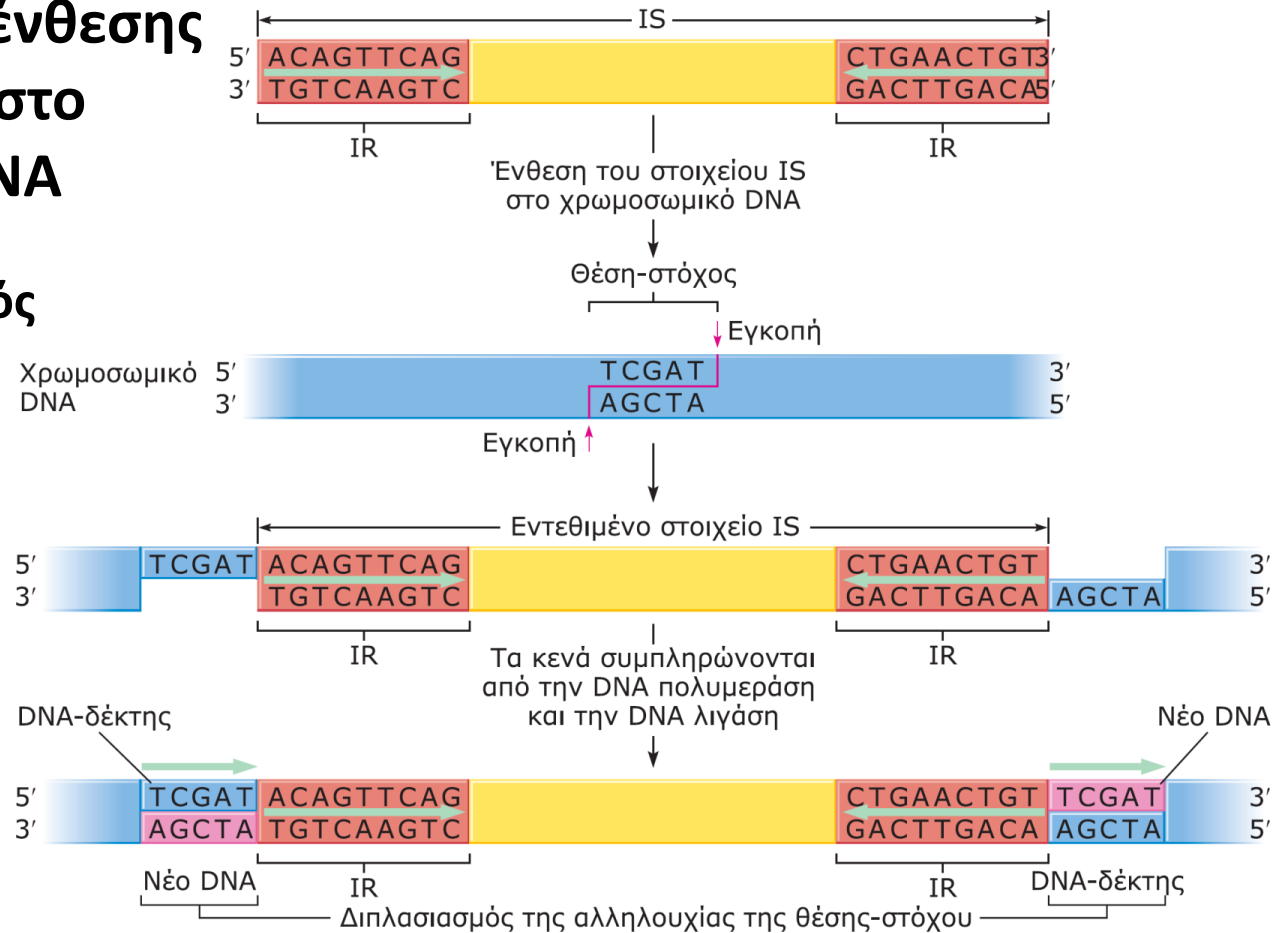 ένθεσης
στο
NA
ός
IS
5′ ACAGTTCAG CTGAACTGT 3′
3′ TGTCAAGTC GACTTGACA 5′
IR IR
Ένθεση του στοιχείου IS
στο χρωμοσωμικό DNA
Θέση-στόχος
Εγκοπή
Χρωμοσωμικό 5′ TCGAT 3′
DNA 3′ AGCTA 5′
Εγκοπή
Εντεθιμένο στοιχείο IS
5′ TCGAT ACAGTTCAG CTGAACTGT 3′
3′ TGTCAAGTC GACTTGACA AGCTA 5′
IR IR
Τα κενά συμπληρώνονται
από την DNA πολυμεράση
και την DNA λιγάση
DNA-δέκτης Νέο DNA
5′ TCGAT ACAGTTCAG CTGAACTGT TCGAT 3′
3′ AGCTA TGTCAAGTC GACTTGACA AGCTA 5′
Νέο DNA IR IR DNA-δέκτης
Διπλασιασμός της αλληλουχίας της θέσης-στόχου